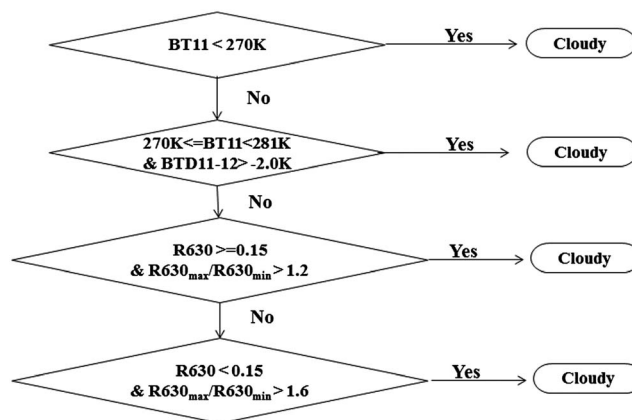 BT11 < 270K
Yes
Cloudy
No
270K<=BT11<281K
& BTD11-12> -2.0K
Yes
Cloudy
No
R630 >=0.15
& R630max/R630min > 1.2
Yes
Cloudy
No
R630 < 0.15
& R630max/R630min > 1.6
Yes
Cloudy